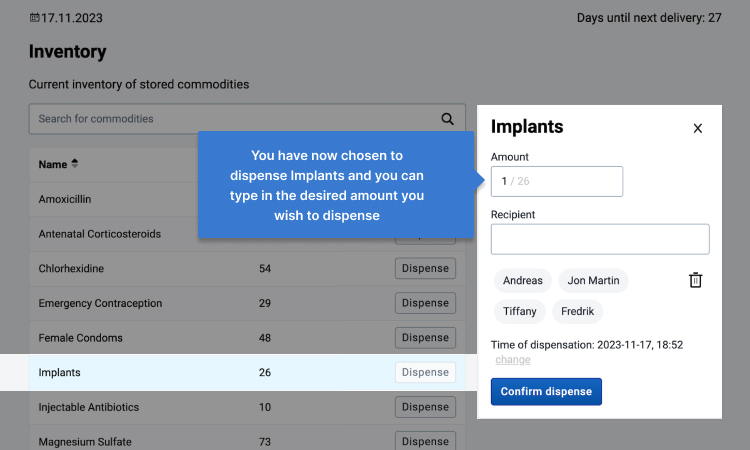 17.11.2023
Days until next delivery: 27
Inventory
Current inventory of stored commodities
Search for commodities
Name
Amoxicillin
Antenatal Corticosteroids
Chlorhexidine 54 Dispense
Emergency Contraception 29 Dispense
Female Condoms 48 Dispense
Implants 26 Dispense
Injectable Antibiotics 10 Dispense
Magnesium Sulfate 73 Dispense
You have now chosen to
dispense Implants and you can
type in the desired amount you
wish to dispense
Implants
Amount
1 / 26
Recipient
Andreas Jon Martin
Tiffany Fredrik
Time of dispensation: 2023-11-17, 18:52
change
Confirm dispense